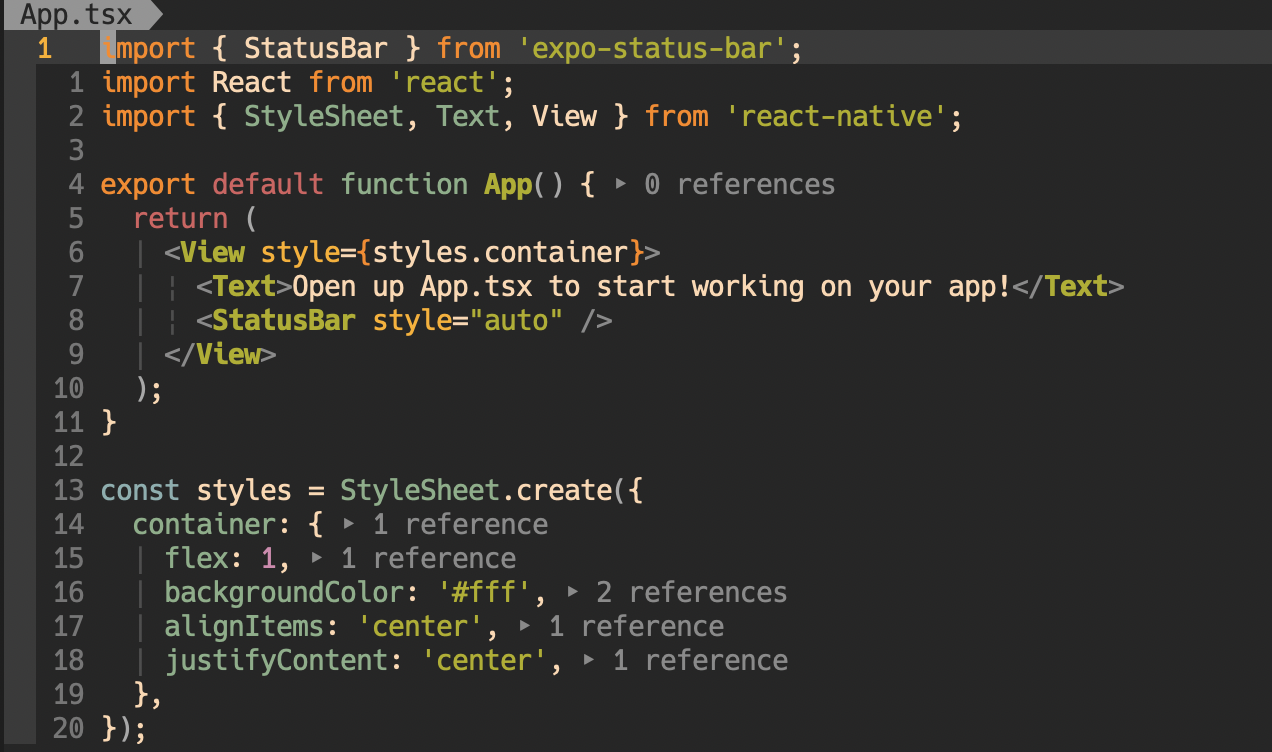 App.tsx
1 import { StatusBar } from 'expo-status-bar';
1 import React from 'react';
2 import { StyleSheet, Text, View } from 'react-native';
3
4 export default function App() { ‣ 0 references
5   return (
6     <View style={styles.container}>
7       <Text>Open up App.tsx to start working on your app!</Text>
8       <StatusBar style="auto" />
9     </View>
10   );
11 }
12
13 const styles = StyleSheet.create({
14   container: { ‣ 1 reference
15     flex: 1, ‣ 1 reference
16     backgroundColor: '#fff', ‣ 2 references
17     alignItems: 'center', ‣ 1 reference
18     justifyContent: 'center', ‣ 1 reference
19   },
20 });